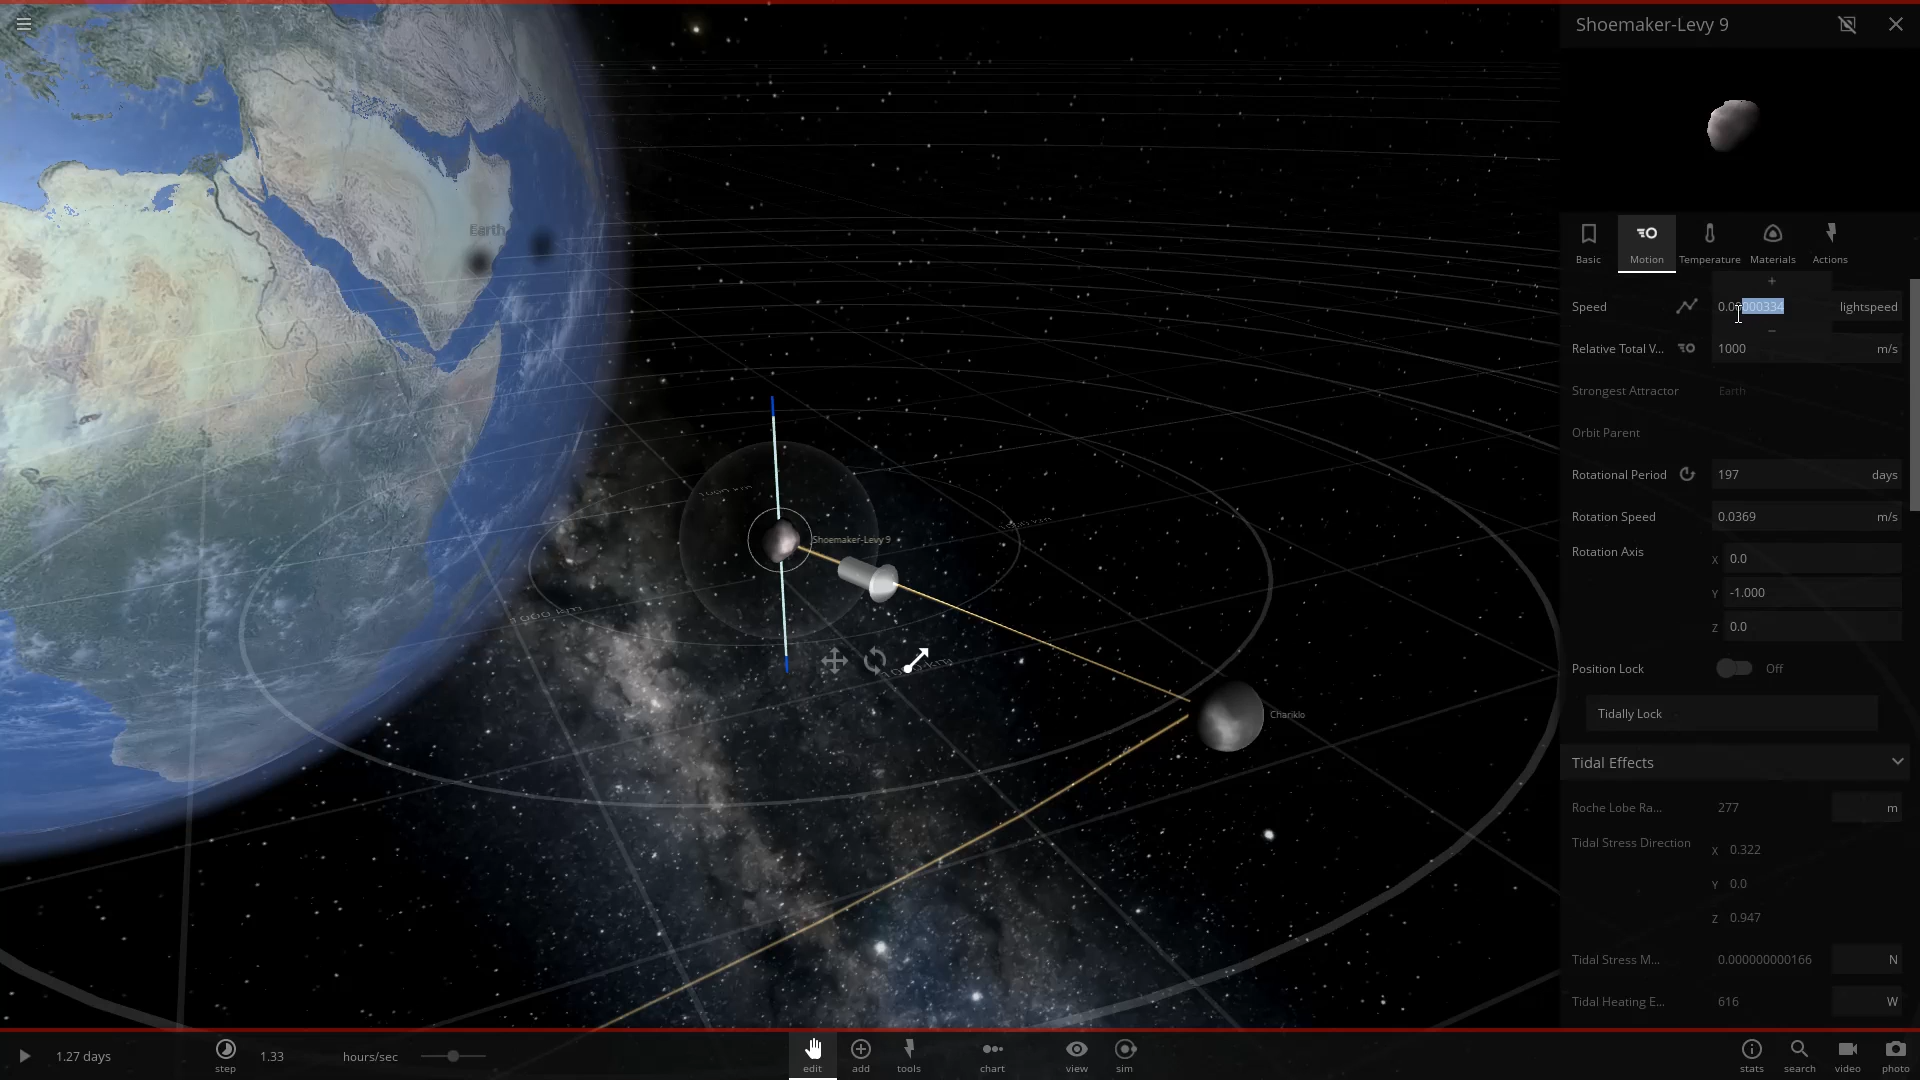 Shoemaker-Levy 9
Basic
Motion
Temperature
Materials
Actions
Speed
lightspeed
Relative Total V...
1000
m/s
Strongest Attractor
Earth
Orbit Parent
Rotational Period
197
days
Rotation Speed
0.0369
m/s
Rotation Axis
X 0.0
Y -1.000
Z 0.0
Position Lock
Off
Tidally Lock
Tidal Effects
Roche Lobe Ra...
277
m
Tidal Stress Direction
X 0.322
Y 0.0
Z 0.947
Tidal Stress M...
0.000000000166
N
Tidal Heating E...
616
W
Earth
Shoemaker-Levy 9
Chariklo
1000 km
1.27 days
step
1.33
hours/sec
edit
add
tools
chart
view
sim
stats
search
video
photo